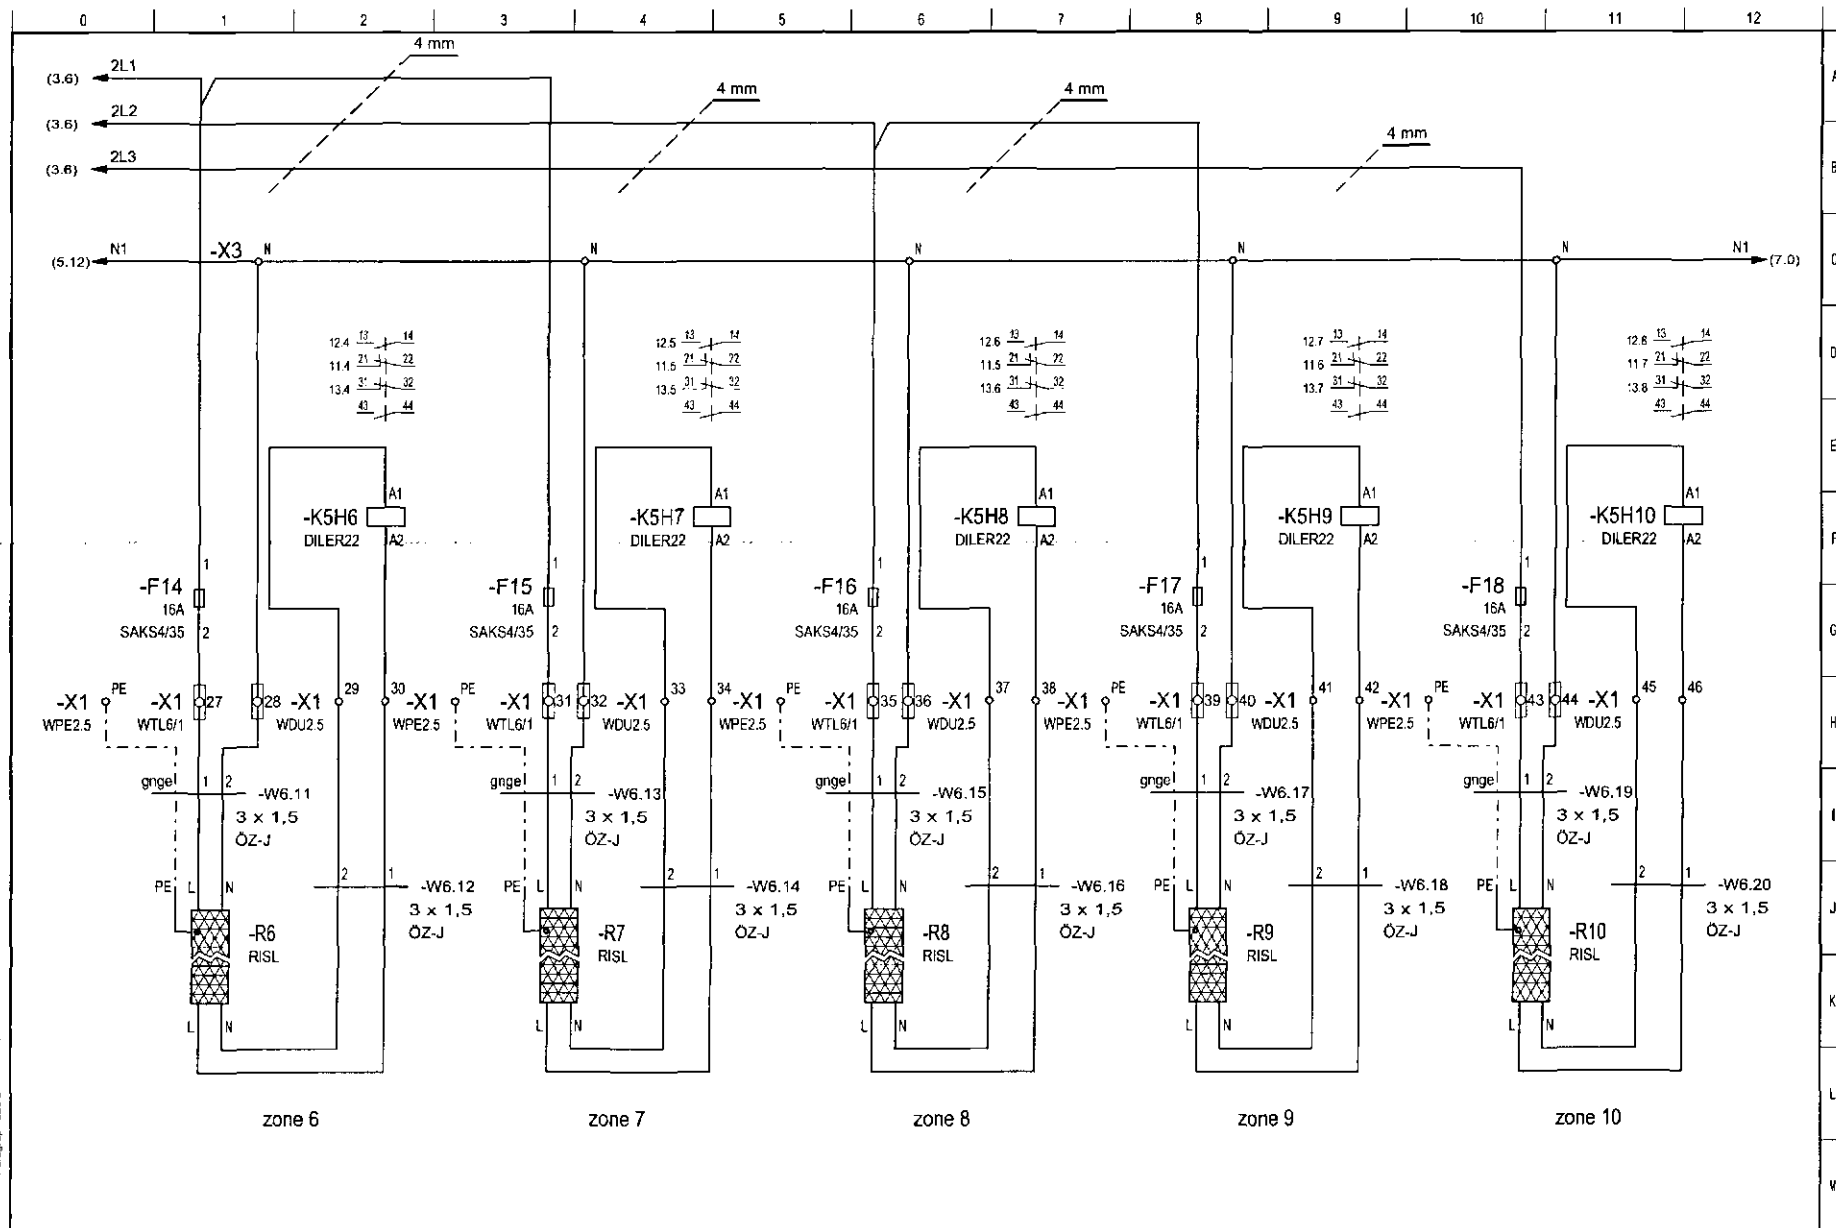 0 1 2 3 4 5 6 7 8 9 10 11 12
4 mm
(3.6) 2L1
4 mm 4 mm
(3.6) 2L2
4 mm
(3.6) 2L3
(5.12) N1 -X3 N N N N N N1 (7.0)
12.4 13 14 12.5 13 14 12.6 13 14 12.7 13 14 12.8 13 14
11.4 21 22 11.5 21 22 11.5 21 22 11.6 21 22 11.7 21 22
13.4 31 32 13.5 31 32 13.6 31 32 13.7 31 32 13.8 31 32
43 44 43 44 43 44 43 44 43 44
A1 A1 A1 A1 A1
-K5H6 -K5H7 -K5H8 -K5H9 -K5H10
DILER22 A2 DILER22 A2 DILER22 A2 DILER22 A2 DILER22 A2
1 1 1 1 1
-F14 -F15 -F16 -F17 -F18
16A 16A 16A 16A 16A
SAKS4/35 2 SAKS4/35 2 SAKS4/35 2 SAKS4/35 2 SAKS4/35 2
-X1 PE -X1 27 28 -X1 29 30 -X1 PE -X1 31 32 -X1 33 34 -X1 PE -X1 35 36 -X1 37 38 -X1 PE -X1 39 40 -X1 41 42 -X1 PE -X1 43 44 -X1 45 46
WPE2.5 WTL6/1 WDU2.5 WPE2.5 WTL6/1 WDU2.5 WPE2.5 WTL6/1 WDU2.5 WPE2.5 WTL6/1 WDU2.5 WPE2.5 WTL6/1 WDU2.5
gnge 1 2 -W6.11 gnge 1 2 -W6.13 gnge 1 2 -W6.15 gnge 1 2 -W6.17 gnge 1 2 -W6.19
3 x 1,5 3 x 1,5 3 x 1,5 3 x 1,5 3 x 1,5
ÖZ-J ÖZ-J ÖZ-J ÖZ-J ÖZ-J
PE L N 2 1 -W6.12 PE L N 2 1 -W6.14 PE L N 2 1 -W6.16 PE L N 2 1 -W6.18 PE L N 2 1 -W6.20
3 x 1,5 3 x 1,5 3 x 1,5 3 x 1,5 3 x 1,5
-R6 ÖZ-J -R7 ÖZ-J -R8 ÖZ-J -R9 ÖZ-J -R10 ÖZ-J
RISL RISL RISL RISL RISL
L N L N L N L N L N
zone 6 zone 7 zone 8 zone 9 zone 10